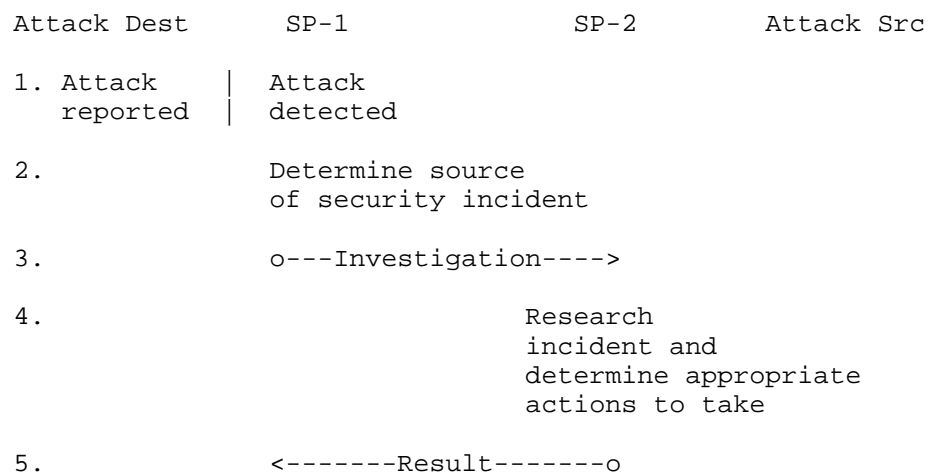 Attack Dest      SP-1              SP-2       Attack Src
1. Attack    |  Attack
   reported  |  detected
2.              Determine source
                of security incident
3.              o---Investigation---->
4.                              Research
                                incident and
                                determine appropriate
                                actions to take
5.              <-------Result-------o